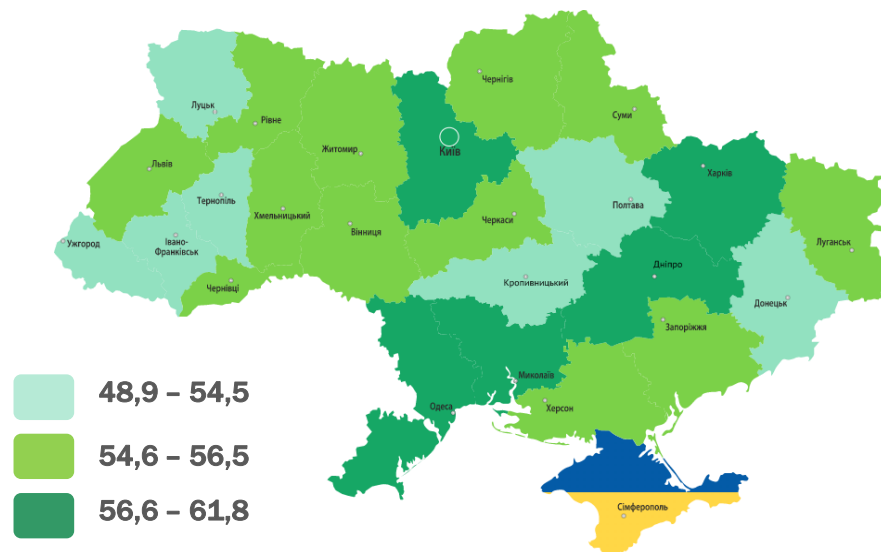 Чернігів
Луцьк
Суми
Рівне
Житомир
Київ
Львів
Харків
Тернопіль
Хмельницький
Черкаси
Полтава
Вінниця
Ужгород
Івано-
Франківськ
Луганськ
Дніпро
Чернівці
Кропивницький
Донецьк
Запоріжжя
Миколаїв
48,9 – 54,5
Одеса
Херсон
54,6 – 56,5
Сімферополь
56,6 – 61,8